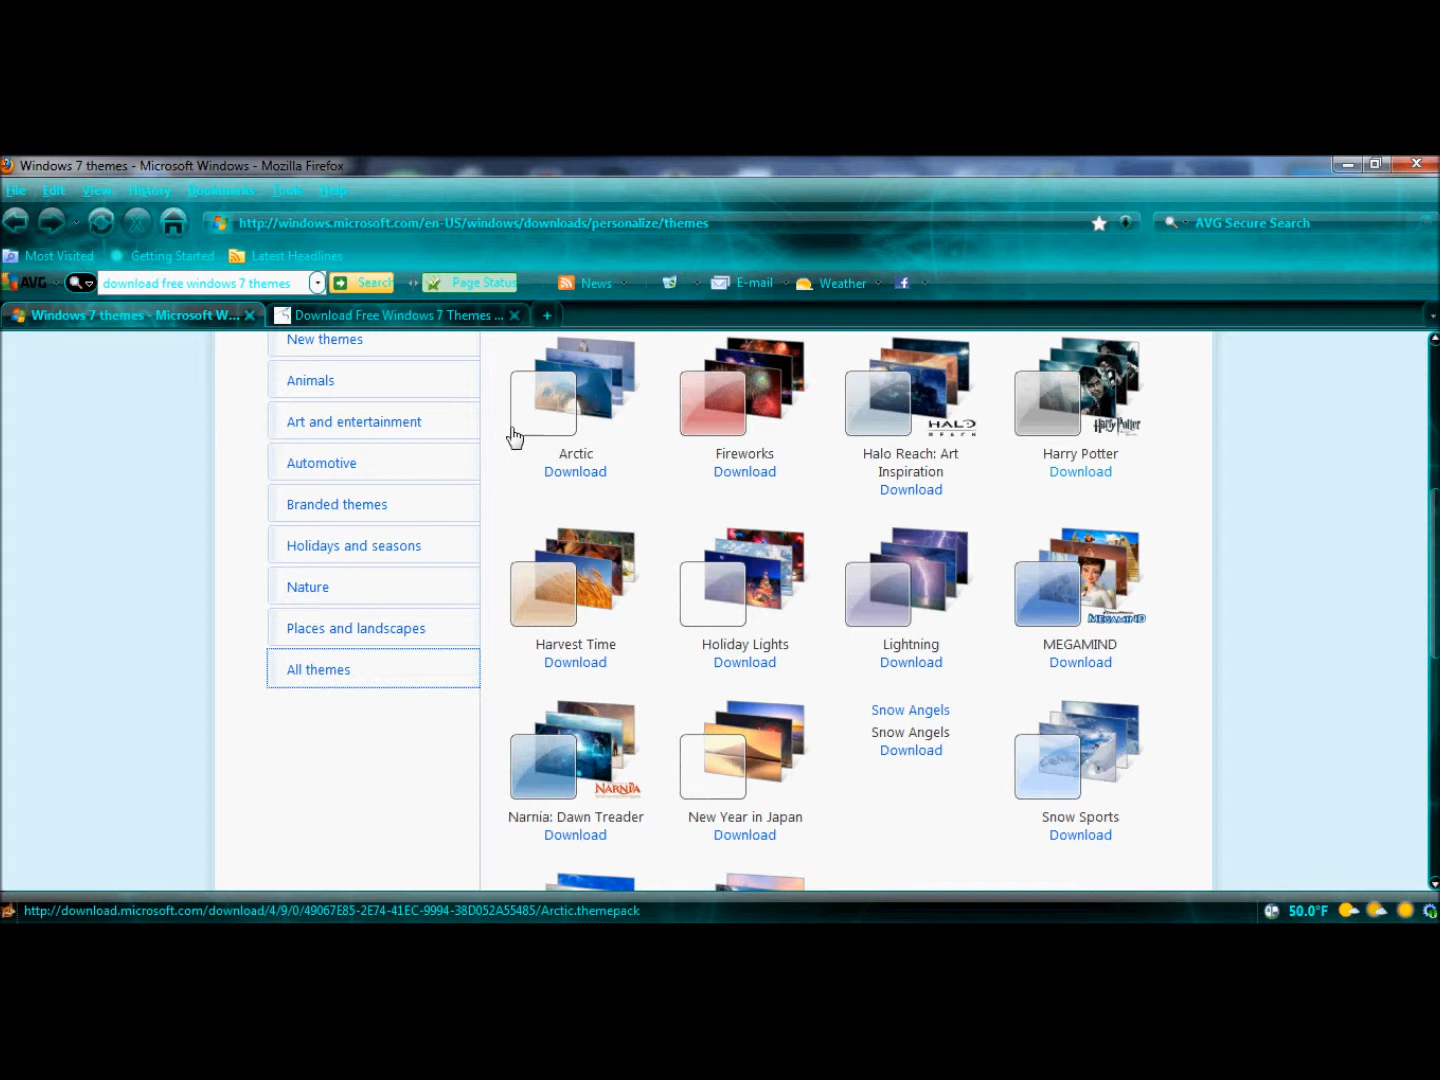 Windows 7 themes - Microsoft Windows - Mozilla Firefox
File Edit View History Bookmarks Tools Help
http://windows.microsoft.com/en-US/windows/downloads/personalize/themes
AVG Secure Search
Most Visited Getting Started Latest Headlines
AVG download free windows 7 themes Search Page Status News E-mail Weather
Windows 7 themes - Microsoft W... Download Free Windows 7 Themes ...
New themes
Animals
Art and entertainment
Automotive
Branded themes
Holidays and seasons
Nature
Places and landscapes
All themes
HALO
REACH
Harry Potter
Arctic
Download
Fireworks
Download
Halo Reach: Art
Inspiration
Download
Harry Potter
Download
MEGAMIND
Harvest Time
Download
Holiday Lights
Download
Lightning
Download
MEGAMIND
Download
NARNIA
Narnia: Dawn Treader
Download
New Year in Japan
Download
Snow Angels
Snow Angels
Download
Snow Sports
Download
http://download.microsoft.com/download/4/9/0/49067E85-2E74-41EC-9994-38D052A55485/Arctic.themepack
50.0°F